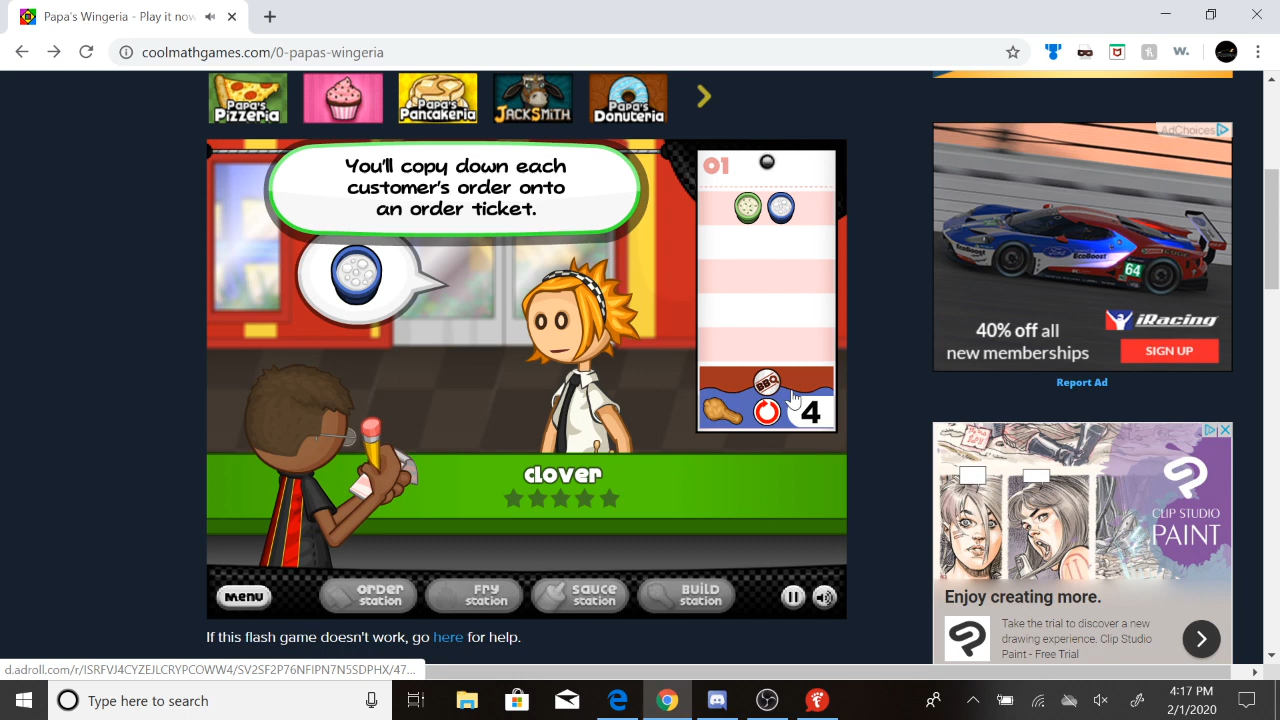 Papa's Wingeria - Play it now
coolmathgames.com/0-papas-wingeria
Papa's
Pizzeria
Papa's
Pancakeria
JACKSMITH
Papa's
Donuteria
You'll copy down each
customer's order onto
an order ticket.
01
BBQ
4
clover
MENU
ORDER
station
FRY
station
SAUCE
station
BUILD
station
If this flash game doesn't work, go here for help.
AdChoices
EcoBoost
64
40% off all
new memberships
iRacing
SIGN UP
Report Ad
CLIP STUDIO
PAINT
Enjoy creating more.
Take the trial to discover a new
drawing experience. Clip Studio
Paint - Free Trial
d.adroll.com/r/ISRFVJ4CYZEJLCRYPCOWW4/SV2SF2P76NFIPN7N5SDPHX/47...
Type here to search
4:17 PM
2/1/2020